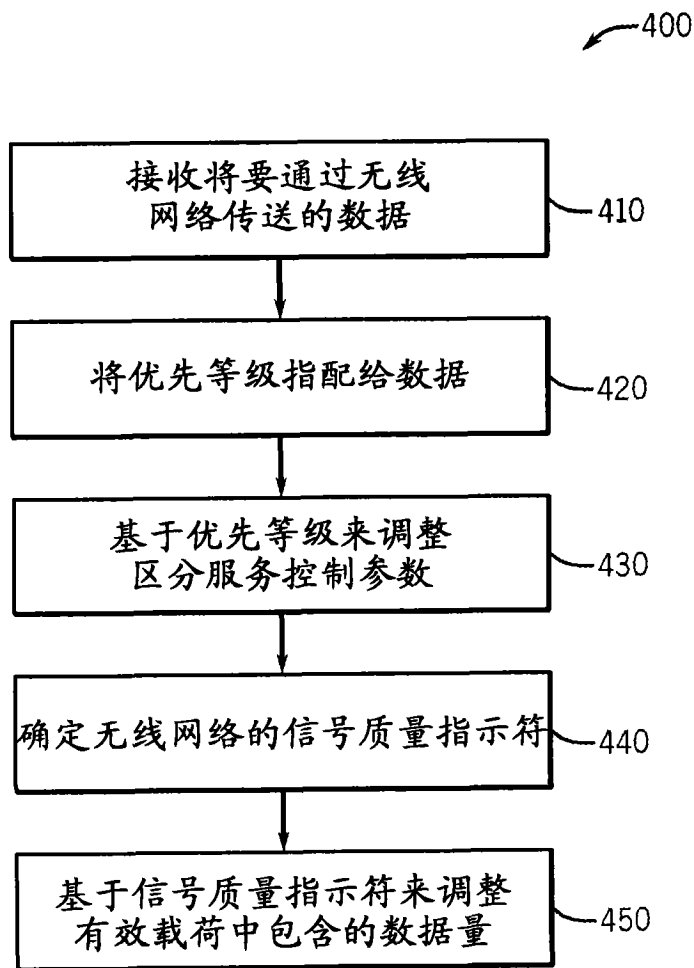 400
接收将要通过无线
网络传送的数据
410
将优先等级指配给数据
420
基于优先等级来调整
区分服务控制参数
430
确定无线网络的信号质量指示符
440
基于信号质量指示符来调整
有效载荷中包含的数据量
450